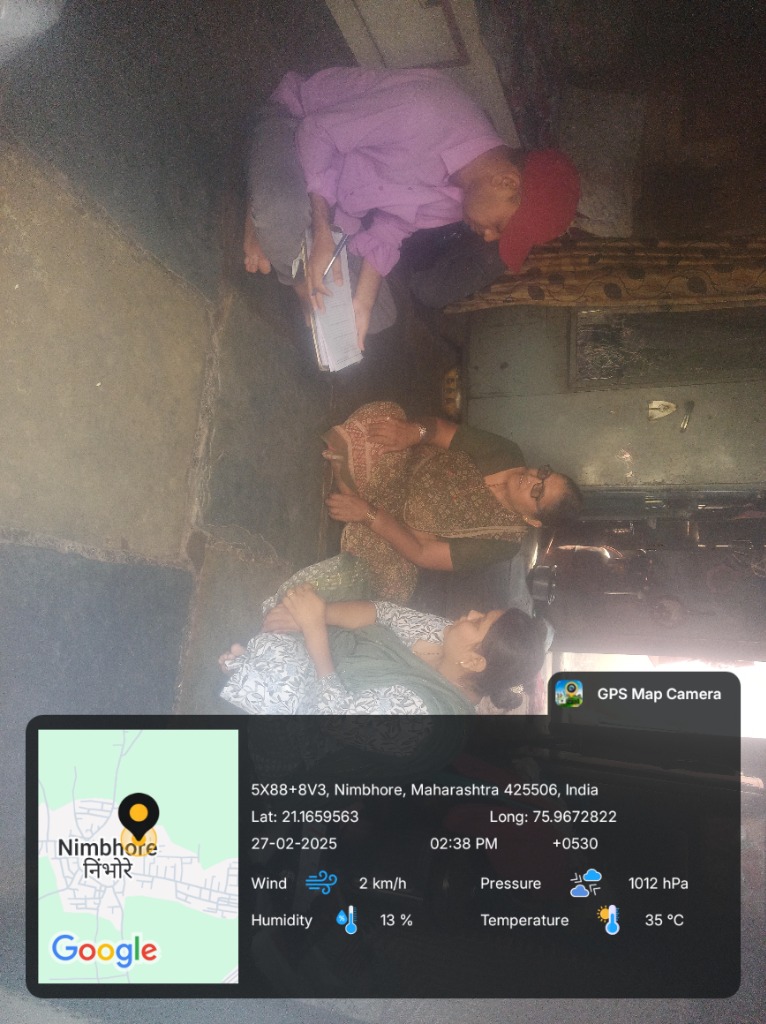 GPS Map Camera
5X88+8V3, Nimbhore, Maharashtra 425506, India
Lat: 21.1659563 Long: 75.9672822
27-02-2025 02:38 PM +0530
Wind 2 km/h Pressure 1012 hPa
Humidity 13 % Temperature 35 °C
Nimbhore
निंभोरे
Google